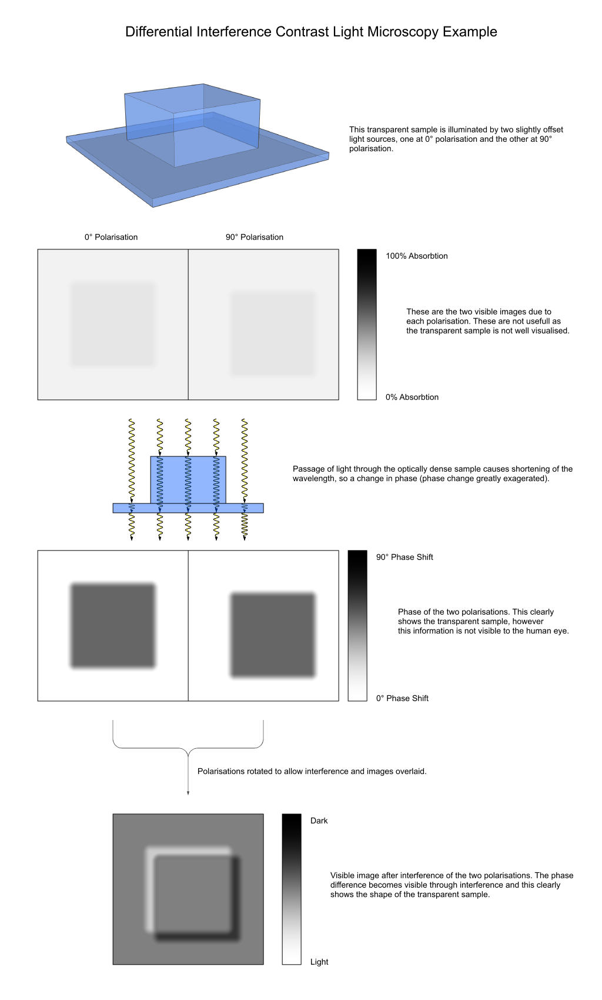 Differential Interference Contrast Light Microscopy Example
This transparent sample is illuminated by two slightly offset
light sources, one at 0° polarisation and the other at 90°
polarisation.
0° Polarisation
90° Polarisation
100% Absorbtion
These are the two visible images due to
each polarisation. These are not usefull as
the transparent sample is not well visualised.
0% Absorbtion
Passage of light through the optically dense sample causes shortening of the
wavelength, so a change in phase (phase change greatly exagerated).
90° Phase Shift
Phase of the two polarisations. This clearly
shows the transparent sample, however
this information is not visible to the human eye.
0° Phase Shift
Polarisations rotated to allow interference and images overlaid.
Dark
Visible image after interference of the two polarisations. The phase
difference becomes visible through interference and this clearly
shows the shape of the transparent sample.
Light